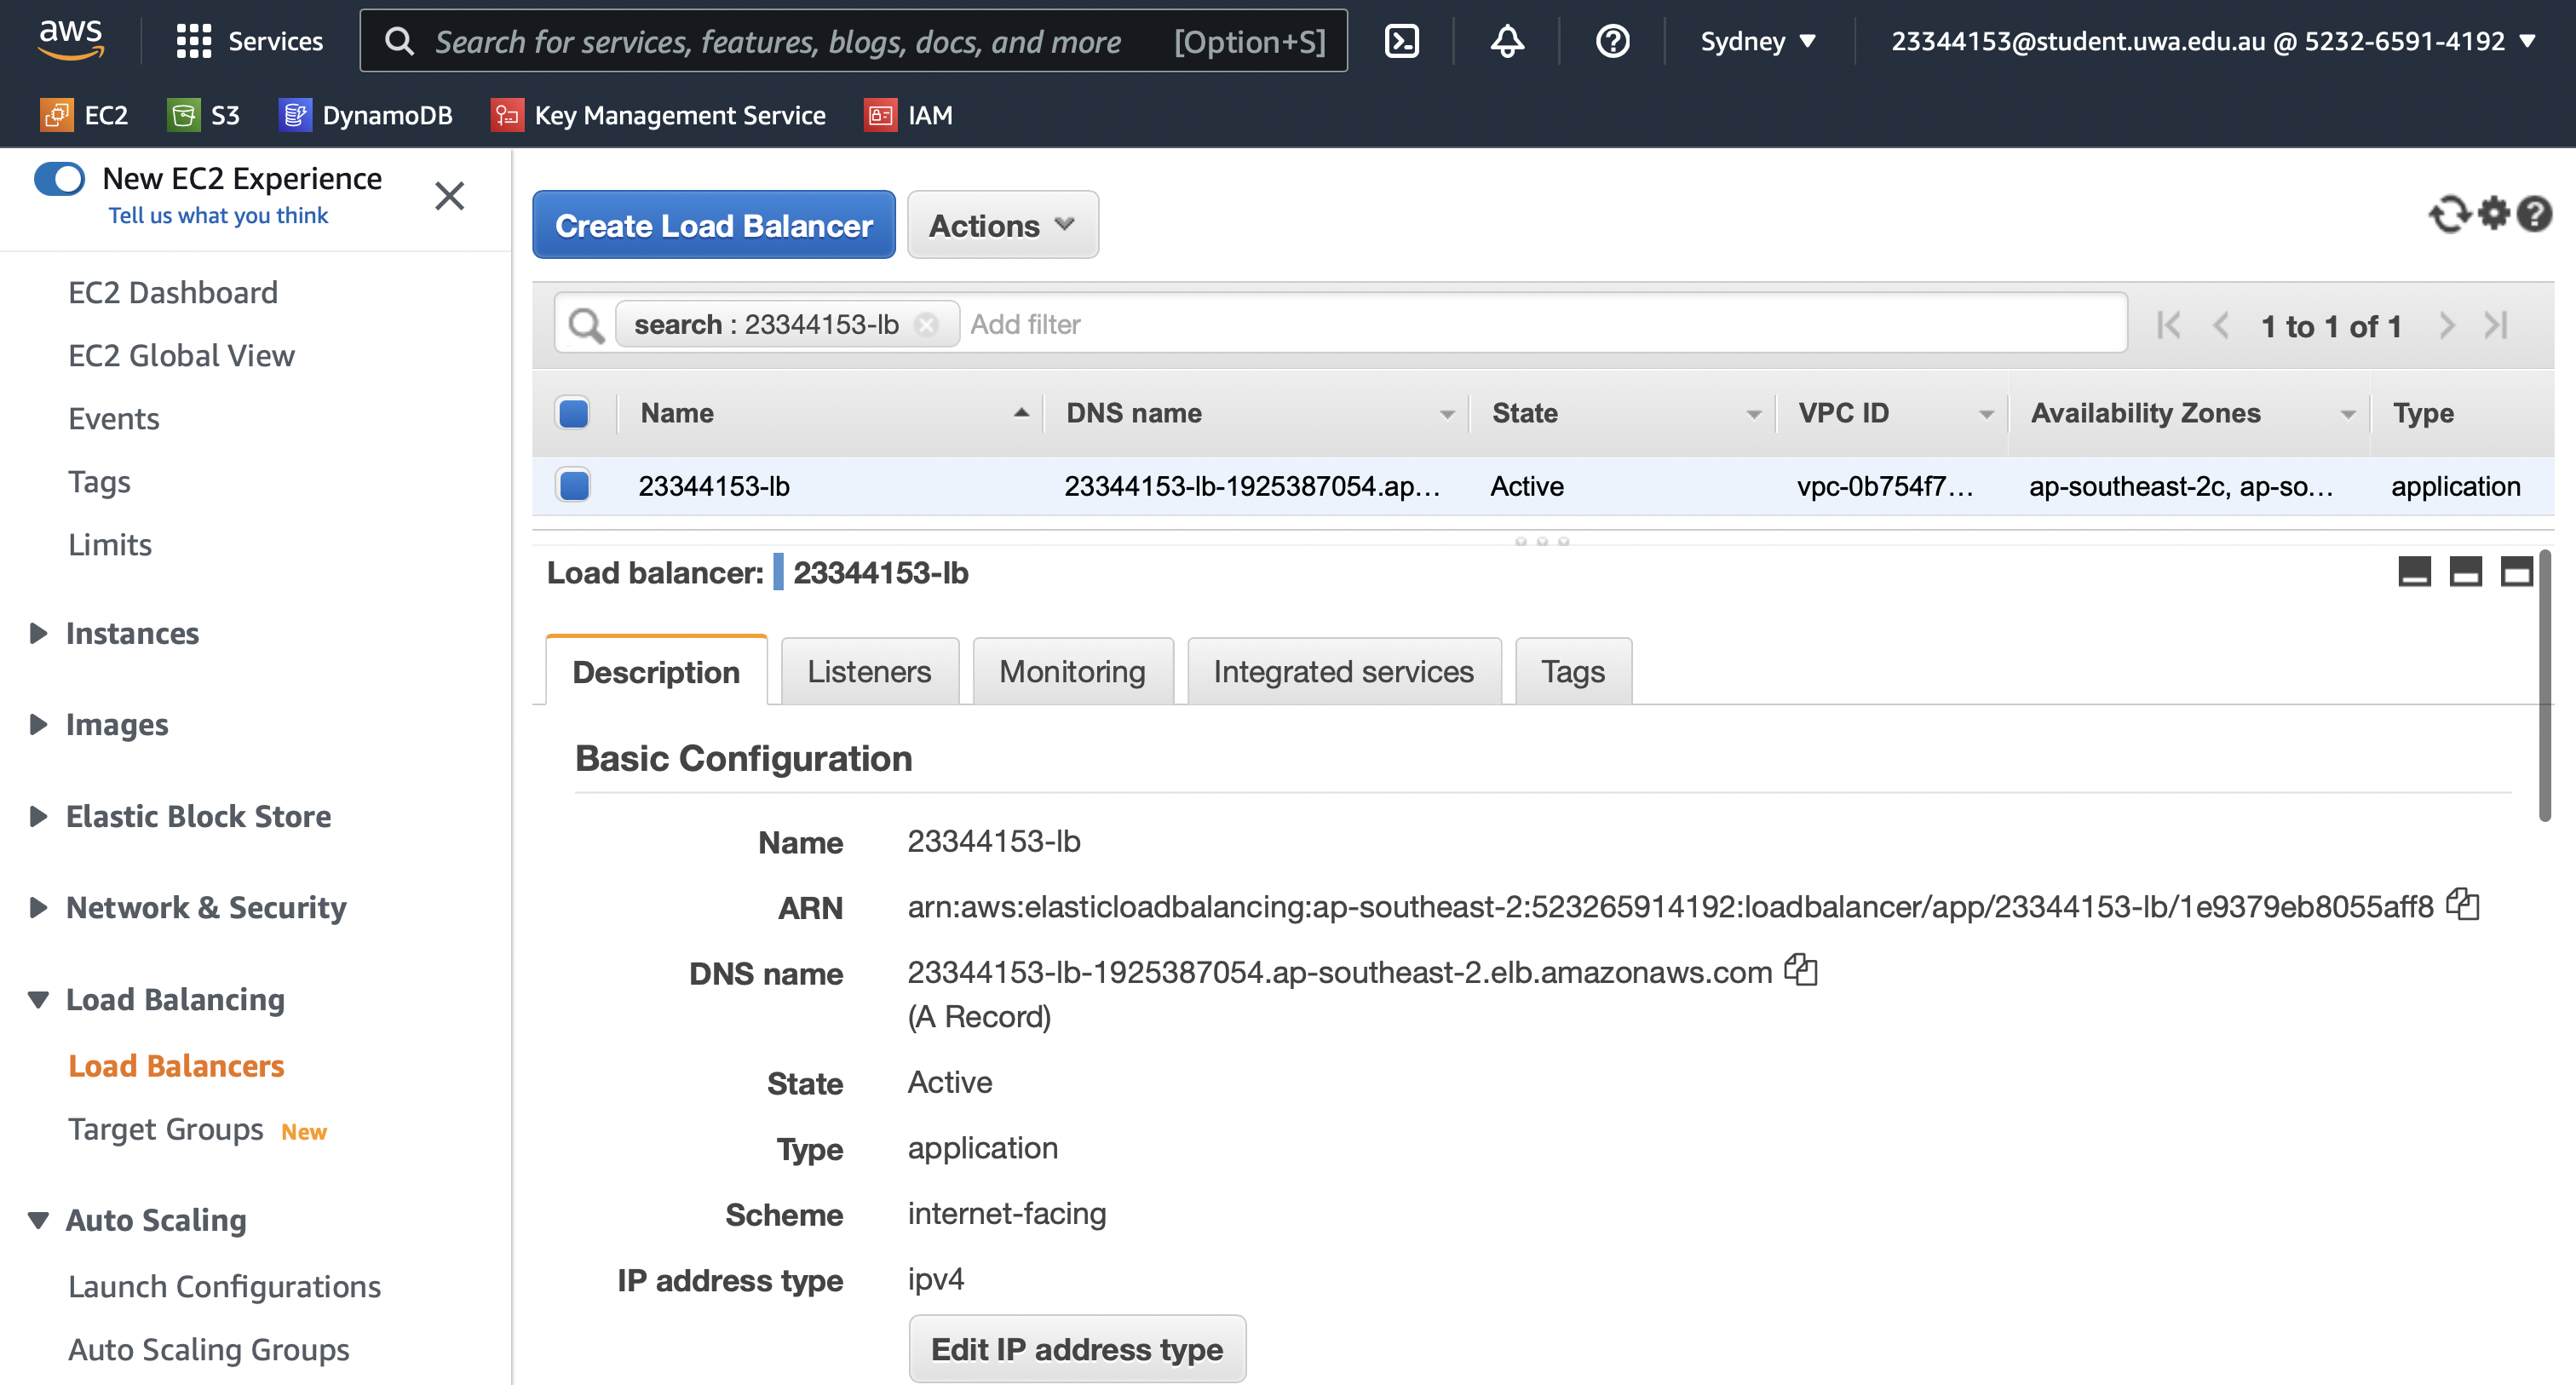 aws
Services
Search for services, features, blogs, docs, and more [Option+S]
Sydney
23344153@student.uwa.edu.au @ 5232-6591-4192
EC2
S3
DynamoDB
Key Management Service
IAM
New EC2 Experience
Tell us what you think
EC2 Dashboard
EC2 Global View
Events
Tags
Limits
Instances
Images
Elastic Block Store
Network & Security
Load Balancing
Load Balancers
Target Groups New
Auto Scaling
Launch Configurations
Auto Scaling Groups
Create Load Balancer
Actions
search : 23344153-lb
Add filter
1 to 1 of 1
Name DNS name State VPC ID Availability Zones Type
23344153-lb 23344153-lb-1925387054.ap... Active vpc-0b754f7... ap-southeast-2c, ap-so... application
Load balancer: 23344153-lb
Description Listeners Monitoring Integrated services Tags
Basic Configuration
Name 23344153-lb
ARN arn:aws:elasticloadbalancing:ap-southeast-2:523265914192:loadbalancer/app/23344153-lb/1e9379eb8055aff8
DNS name 23344153-lb-1925387054.ap-southeast-2.elb.amazonaws.com
(A Record)
State Active
Type application
Scheme internet-facing
IP address type ipv4
Edit IP address type